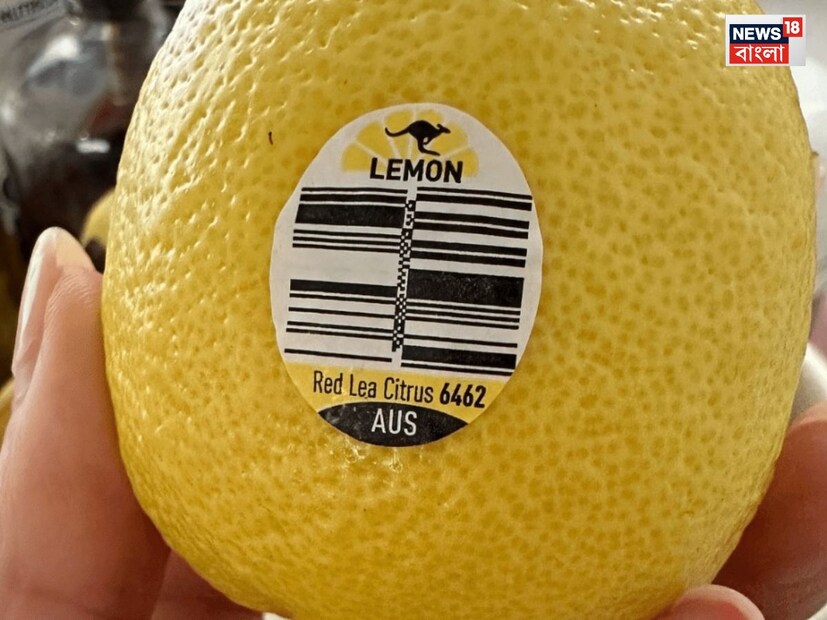 NEWS 18
বাংলা
LEMON
Red Lea Citrus 6462
AUS